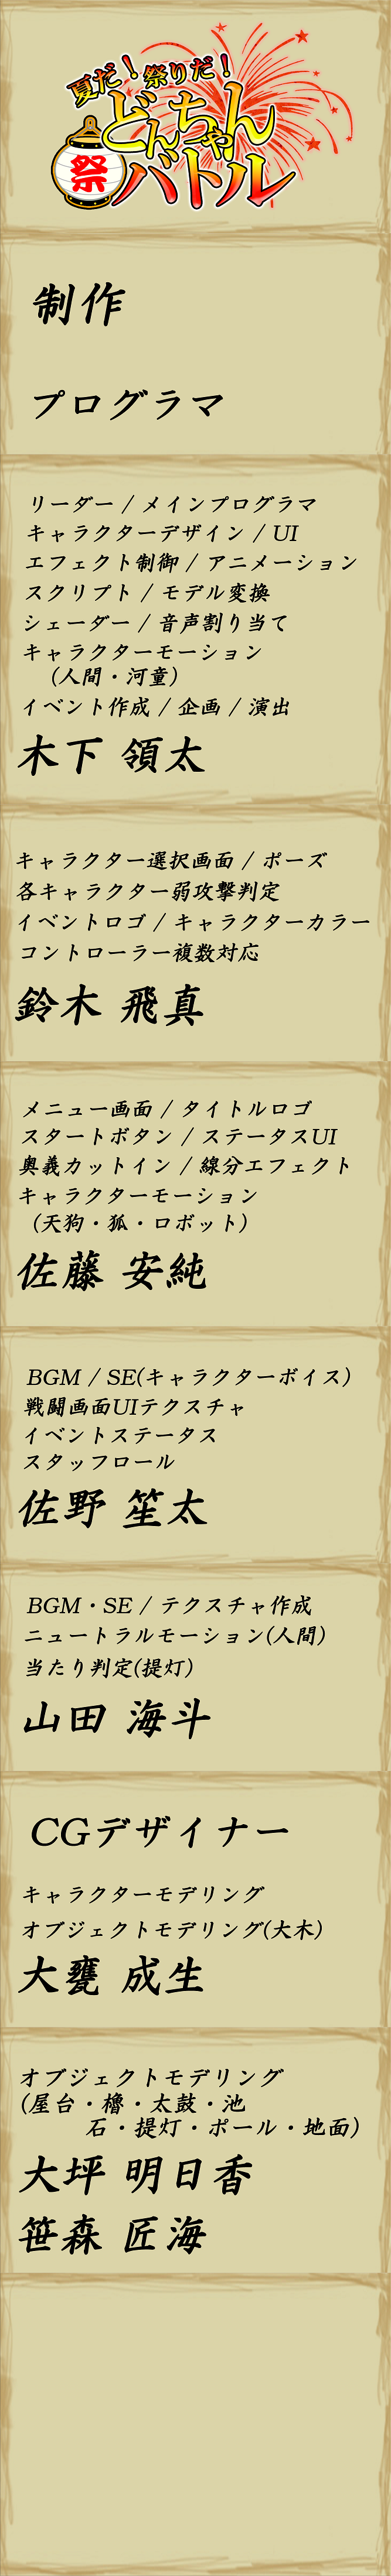 夏だ！祭りだ！
どんちゃん
祭
バトル
制作
プログラマ
リーダー / メインプログラマ
キャラクターデザイン / UI
エフェクト制御 / アニメーション
スクリプト / モデル変換
シェーダー / 音声割り当て
キャラクターモーション
（人間・河童）
イベント作成 / 企画 / 演出
木下 領太
キャラクター選択画面 / ポーズ
各キャラクター弱攻撃判定
イベントロゴ / キャラクターカラー
コントローラー複数対応
鈴木 飛真
メニュー画面 / タイトルロゴ
スタートボタン / ステータスUI
奥義カットイン / 線分エフェクト
キャラクターモーション
（天狗・狐・ロボット）
佐藤 安純
BGM / SE(キャラクターボイス)
戦闘画面UIテクスチャ
イベントステータス
スタッフロール
佐野 笙太
BGM・SE / テクスチャ作成
ニュートラルモーション(人間)
当たり判定(提灯)
山田 海斗
CGデザイナー
キャラクターモデリング
オブジェクトモデリング(大木)
大甕 成生
オブジェクトモデリング
(屋台・櫓・太鼓・池
石・提灯・ポール・地面)
大坪 明日香
笹森 匠海